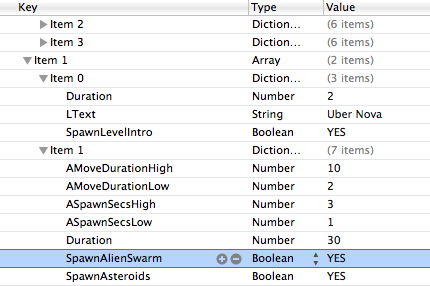 Key Type Value
Item 2 Diction... (6 items)
Item 3 Diction... (6 items)
Item 1 Array (2 items)
Item 0 Diction... (3 items)
Duration Number 2
LText String Uber Nova
SpawnLevelIntro Boolean YES
Item 1 Diction... (7 items)
AMoveDurationHigh Number 10
AMoveDurationLow Number 2
ASpawnSecsHigh Number 3
ASpawnSecsLow Number 1
Duration Number 30
SpawnAlienSwarm Boolean YES
SpawnAsteroids Boolean YES